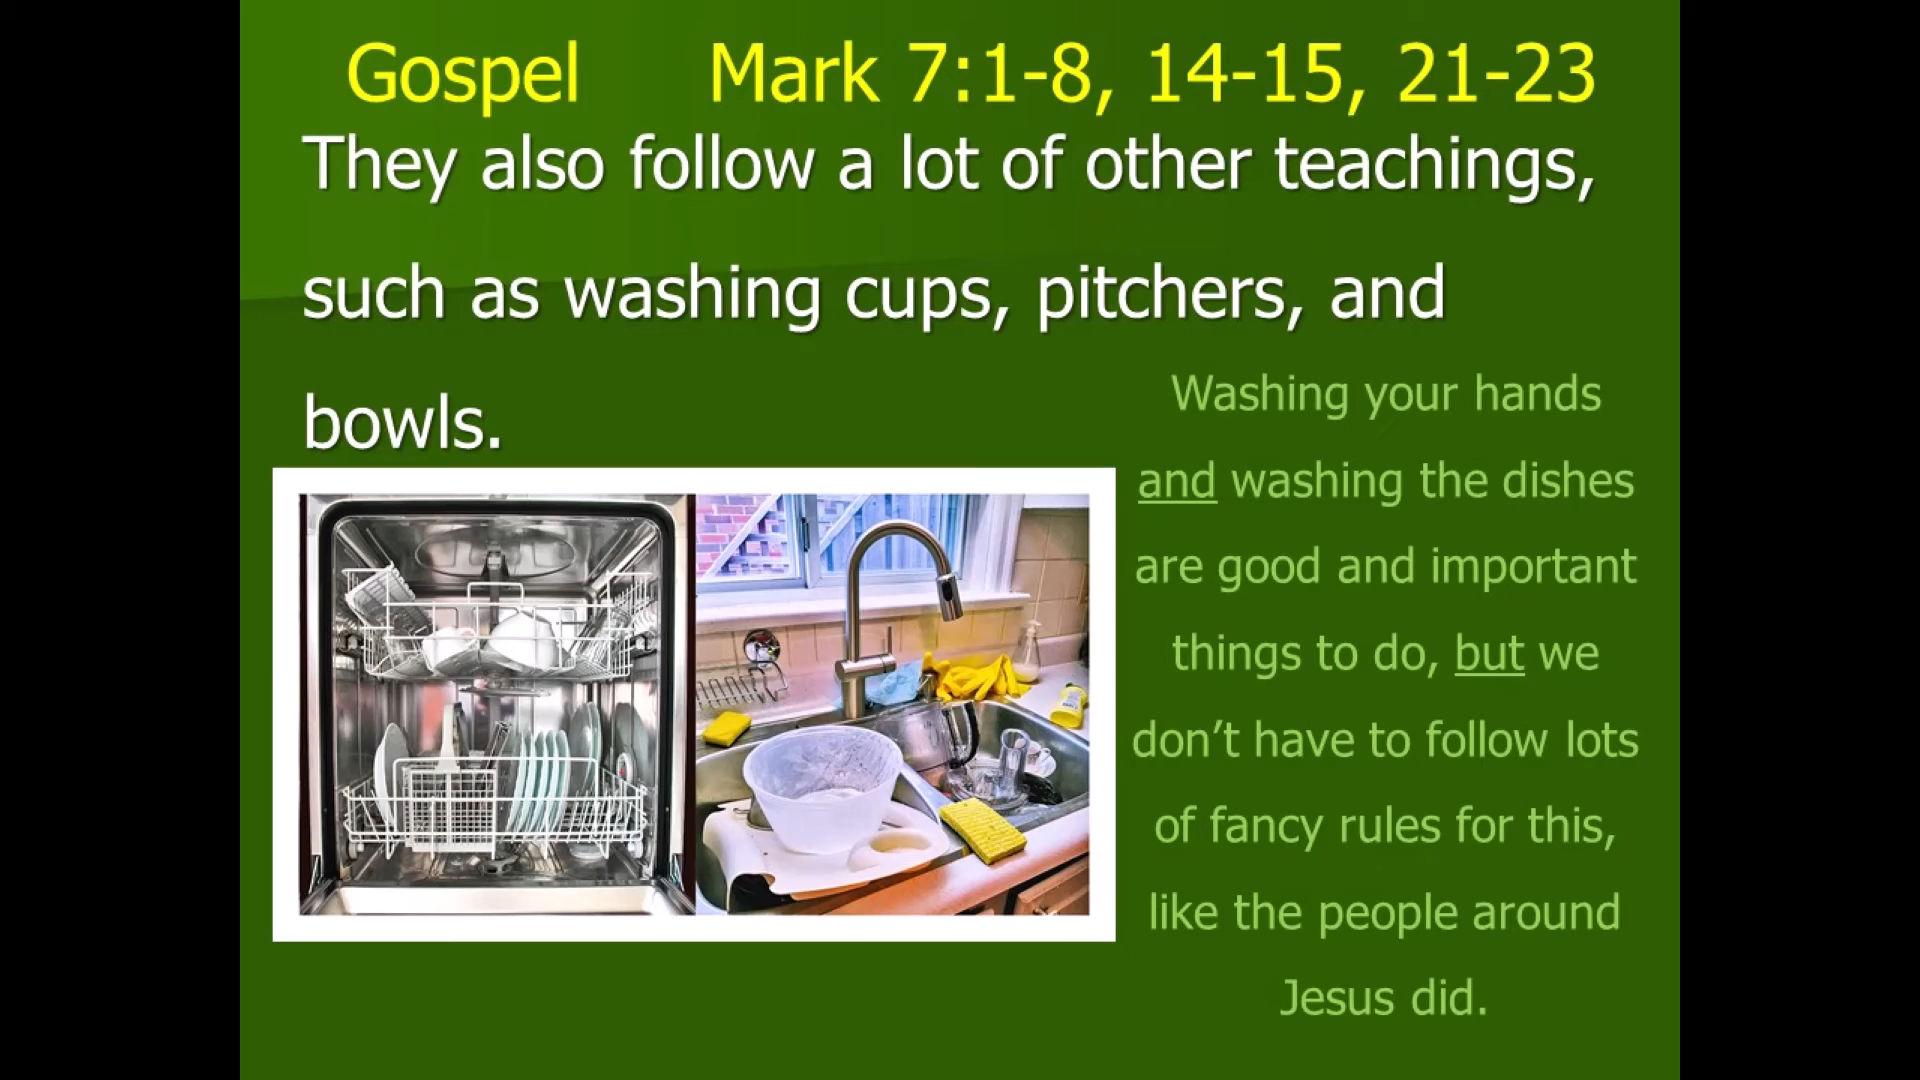 Gospel Mark 7:1-8, 14-15, 21-23
They also follow a lot of other teachings,
such as washing cups, pitchers, and
bowls.
Washing your hands
and washing the dishes
are good and important
things to do, but we
don’t have to follow lots
of fancy rules for this,
like the people around
Jesus did.